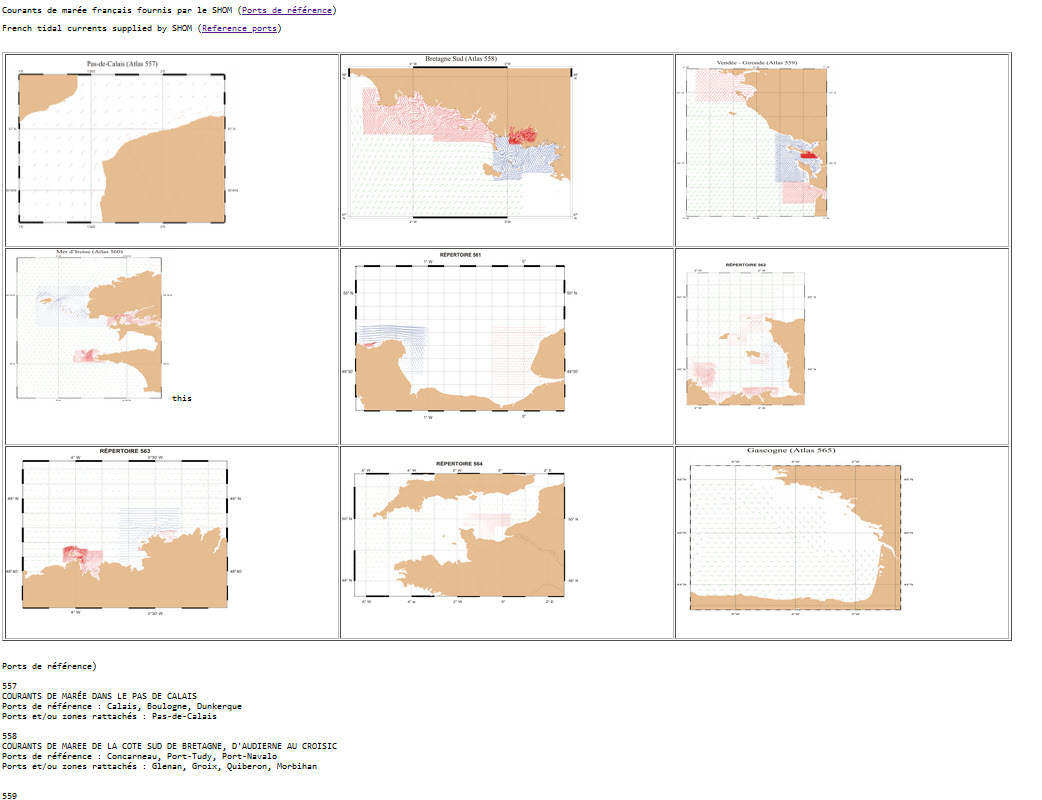 Courants de marée français fournis par le SHOM (Ports de référence)
French tidal currents supplied by SHOM (Reference ports)
Pas-de-Calais (Atlas 557)
Bretagne Sud (Atlas 558)
Vendée - Gironde (Atlas 559)
Mer d'Iroise (Atlas 560)
this
RÉPERTOIRE 561
RÉPERTOIRE 562
RÉPERTOIRE 563
RÉPERTOIRE 564
Gascogne (Atlas 565)
Ports de référence)
557
COURANTS DE MARÉE DANS LE PAS DE CALAIS
Ports de référence : Calais, Boulogne, Dunkerque
Ports et/ou zones rattachés : Pas-de-Calais
558
COURANTS DE MAREE DE LA COTE SUD DE BRETAGNE, D'AUDIERNE AU CROISIC
Ports de référence : Concarneau, Port-Tudy, Port-Navalo
Ports et/ou zones rattachés : Glenan, Groix, Quiberon, Morbihan
559